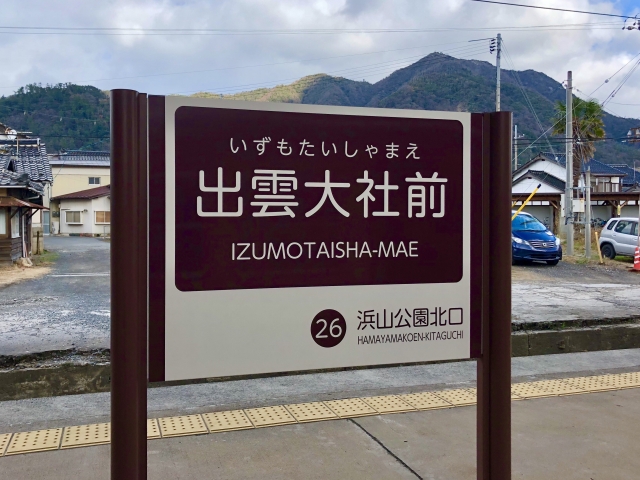 いずもたいしゃまえ
出雲大社前
IZUMOTAISHA-MAE
26 浜山公園北口
HAMAYAMAKOEN-KITAGUCHI